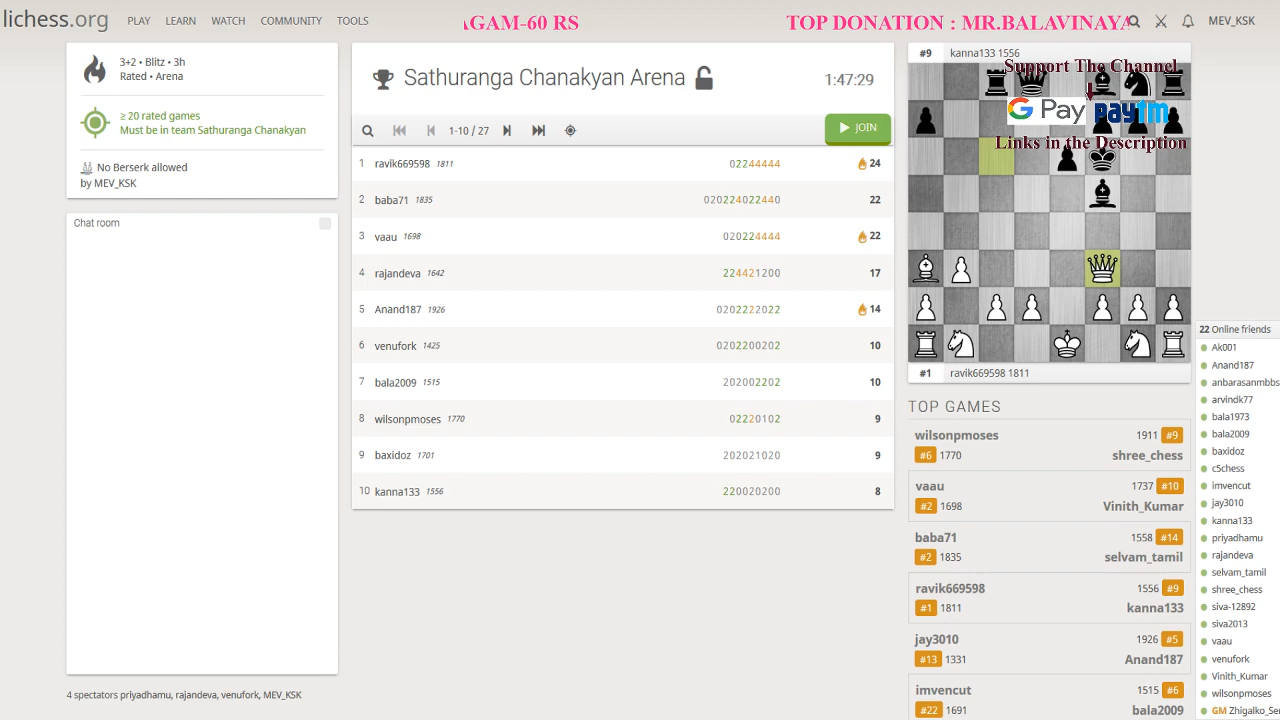 lichess.org PLAY LEARN WATCH COMMUNITY TOOLS AGAM-60 RS TOP DONATION : MR.BALAVINAYA MEV_KSK
3+2 • Blitz • 3h
Rated • Arena
≥ 20 rated games
Must be in team Sathuranga Chanakyan
No Berserk allowed
by MEV_KSK
Chat room
4 spectators priyadhamu, rajandeva, venufork, MEV_KSK
Sathuranga Chanakyan Arena 1:47:29
1-10 / 27 JOIN
1 ravik669598 1811 02244444 24
2 baba71 1835 020202240 22440 22
3 vaau 1698 020224444 22
4 rajandeva 1642 224421200 17
5 Anand187 1926 0202222022 14
6 venufork 1425 0202200202 10
7 bala2009 1515 202002202 10
8 wilsonpmoses 1770 02220102 9
9 baxidoz 1701 202021020 9
10 kanna133 1556 220020200 8
#9 kanna133 1556
Support The Channel
G Pay paytm
Links in the Description
#1 ravik669598 1811
TOP GAMES
wilsonpmoses 1911 #9
#6 1770 shree_chess
vaau 1737 #10
#2 1698 Vinith_Kumar
baba71 1558 #14
#2 1835 selvam_tamil
ravik669598 1556 #9
#1 1811 kanna133
jay3010 1926 #5
#13 1331 Anand187
imvencut 1515 #6
#22 1691 bala2009
22 Online friends
Ak001
Anand187
anbarasanmbbs
arvindk77
bala1973
bala2009
baxidoz
c5chess
imvencut
jay3010
kanna133
priyadhamu
rajandeva
selvam_tamil
shree_chess
siva-12892
siva2013
vaau
venufork
Vinith_Kumar
wilsonpmoses
GM Zhigalko_Se